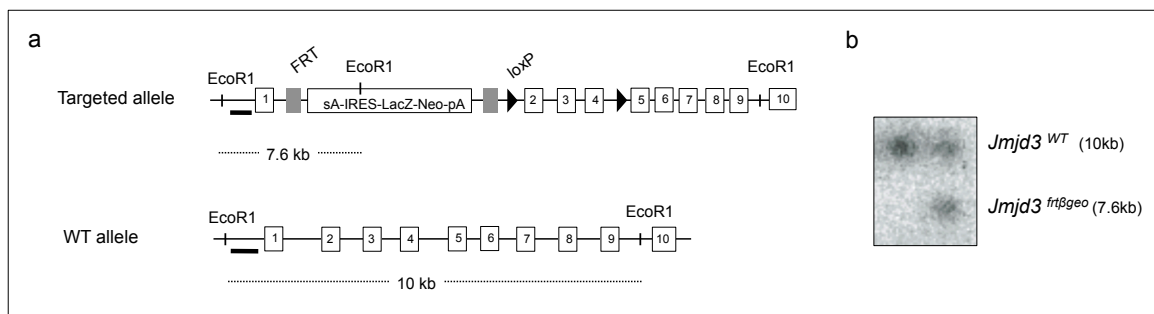 a
b
FRT
loxP
EcoR1
EcoR1
EcoR1
Targeted allele
1
sA-IRES-LacZ-Neo-pA
2 3 4 5 6 7 8 9 10
7.6 kb
EcoR1
EcoR1
WT allele
1 2 3 4 5 6 7 8 9 10
10 kb
Jmjd3 WT (10kb)
Jmjd3 frtβgeo (7.6kb)